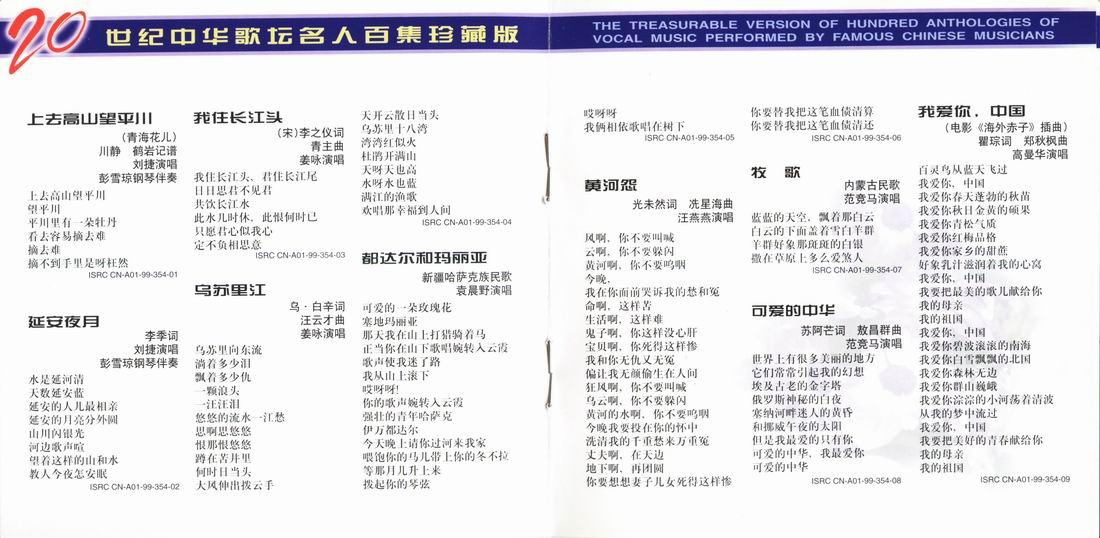 20世纪中华歌坛名人百集珍藏版
THE TREASURABLE VERSION OF HUNDRED ANTHOLOGIES OF
VOCAL MUSIC PERFORMED BY FAMOUS CHINESE MUSICIANS
上去高山望平川
(青海花儿)
川静 鹤岩记谱
刘捷演唱
彭雪琼钢琴伴奏
上去高山望平川
望平川
平川里有一朵牡丹
看去容易摘去难
摘去难
摘不到手里是呀枉然
ISRC CN-A01-99-354-01
延安夜月
李季词
刘捷演唱
彭雪琼钢琴伴奏
水是延河清
天数延安蓝
延安的人儿最相亲
延安的月亮分外圆
山川闪银光
河边歌声喧
望着这样的山和水
教人今夜怎安眠
ISRC CN-A01-99-354-02
我住长江头
(宋)李之仪词
青主曲
姜咏演唱
我住长江头、君住长江尾
日日思君不见君
共饮长江水
此水几时休，此恨何时已
只愿君心似我心
定不负相思意
ISRC CN-A01-99-354-03
乌苏里江
乌·白辛词
汪云才曲
姜咏演唱
乌苏里向东流
淌着多少泪
飘着多少仇
一颗浪头
一汪汪泪
悠悠的流水一江愁
思啊思悠悠
恨那恨悠悠
蹲在苦井里
何时日当头
大风伸出拨云手
天开云散日当头
乌苏里十八湾
湾湾红似火
杜鹃开满山
天呀天也高
水呀水也蓝
满江的渔歌
欢唱那幸福到人间
ISRC CN-A01-99-354-04
都达尔和玛丽亚
新疆哈萨克族民歌
袁晨野演唱
可爱的一朵玫瑰花
塞地玛丽亚
那天我在山上打猎骑着马
正当你在山下歌唱婉转入云霞
歌声使我迷了路
我从山上滚下
哎呀呀!
你的歌声婉转入云霞
强壮的青年哈萨克
伊万都达尔
今天晚上请你过河来我家
喂饱你的马儿带上你的冬不拉
等那月儿升上来
拨起你的琴弦
哎呀呀
我俩相依歌唱在树下
ISRC CN-A01-99-354-05
黄河怨
光未然词 冼星海曲
汪燕燕演唱
风啊，你不要叫喊
云啊，你不要躲闪
黄河啊，你不要呜咽
今晚，
我在你面前哭诉我的愁和冤
命啊，这样苦
生活啊，这样难
鬼子啊，你这样没心肝
宝贝啊，你死得这样惨
我和你无仇又无冤
偏让我无颜偷生在人间
狂风啊，你不要叫喊
乌云啊，你不要躲闪
黄河的水啊，你不要呜咽
今晚我要投在你的怀中
洗清我的千重愁来万重冤
丈夫啊，在天边
地下啊，再团圆
你要想想妻子儿女死得这样惨
你要替我把这笔血债清算
你要替我把这笔血债清还
ISRC CN-A01-99-354-06
牧 歌
内蒙古民歌
范竞马演唱
蓝蓝的天空，飘着那白云
白云的下面盖着雪白羊群
羊群好象那斑斑的白银
撒在草原上多么爱煞人
ISRC CN-A01-99-354-07
可爱的中华
苏阿芒词 敖昌群曲
范竞马演唱
世界上有很多美丽的地方
它们常常引起我的幻想
埃及古老的金字塔
俄罗斯神秘的白夜
塞纳河畔迷人的黄昏
和挪威午夜的太阳
但是我最爱的只有你
可爱的中华，我最爱你
可爱的中华
ISRC CN-A01-99-354-08
我爱你，中国
(电影《海外赤子》插曲)
瞿琮词 郑秋枫曲
高曼华演唱
百灵鸟从蓝天飞过
我爱你，中国
我爱你春天蓬勃的秋苗
我爱你秋日金黄的硕果
我爱你青松气质
我爱你红梅品格
我爱你家乡的甜蔗
好象乳汁滋润着我的心窝
我爱你，中国
我要把最美的歌儿献给你
我的母亲
我的祖国
我爱你，中国
我爱你碧波滚滚的南海
我爱你白雪飘飘的北国
我爱你森林无边
我爱你群山巍峨
我爱你淙淙的小河荡着清波
从我的梦中流过
我爱你，中国
我要把美好的青春献给你
我的母亲
我的祖国
ISRC CN-A01-99-354-09